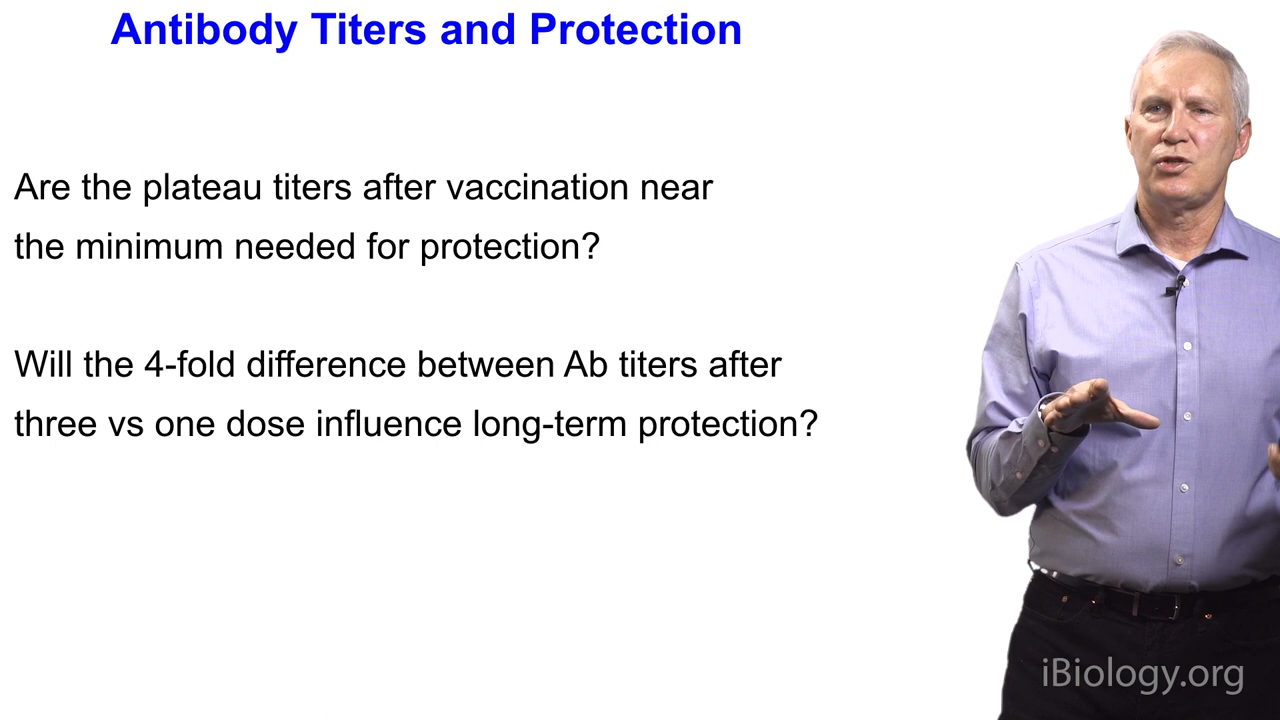 Antibody Titers and Protection
Are the plateau titers after vaccination near
the minimum needed for protection?
Will the 4-fold difference between Ab titers after
three vs one dose influence long-term protection?
iBiology.org